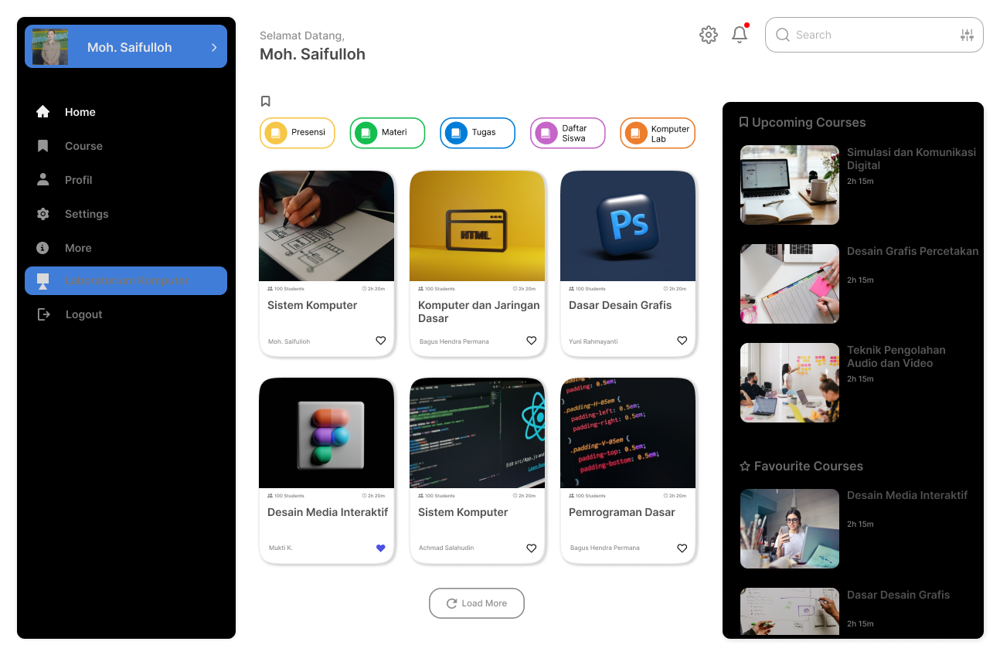 Moh. Saifulloh
Home
Course
Profil
Settings
More
Laboratorium Komputer
Logout
Selamat Datang,
Moh. Saifulloh
Search
Presensi
Materi
Tugas
Daftar
Siswa
Komputer
Lab
100 Students
2h 20m
Sistem Komputer
Moh. Saifulloh
HTML
100 Students
2h 20m
Komputer dan Jaringan
Dasar
Bagus Hendra Permana
Ps
100 Students
2h 20m
Dasar Desain Grafis
Yuni Rahmayanti
100 Students
2h 20m
Desain Media Interaktif
Mukti K.
Edit src/App.js and
100 Students
2h 20m
Sistem Komputer
Achmad Salahudin
padding: 0.5em;
}
.padding-H-05em {
padding-left: 0.5em;
padding-right: 0.5em;
}
.padding-V-05em {
padding-top: 0.5em;
padding-bottom: 0.5em;
}
100 Students
2h 20m
Pemrograman Dasar
Bagus Hendra Permana
Load More
Upcoming Courses
Simulasi dan Komunikasi
Digital
2h 15m
Desain Grafis Percetakan
2h 15m
Teknik Pengolahan
Audio dan Video
2h 15m
Favourite Courses
Desain Media Interaktif
2h 15m
Dasar Desain Grafis
2h 15m